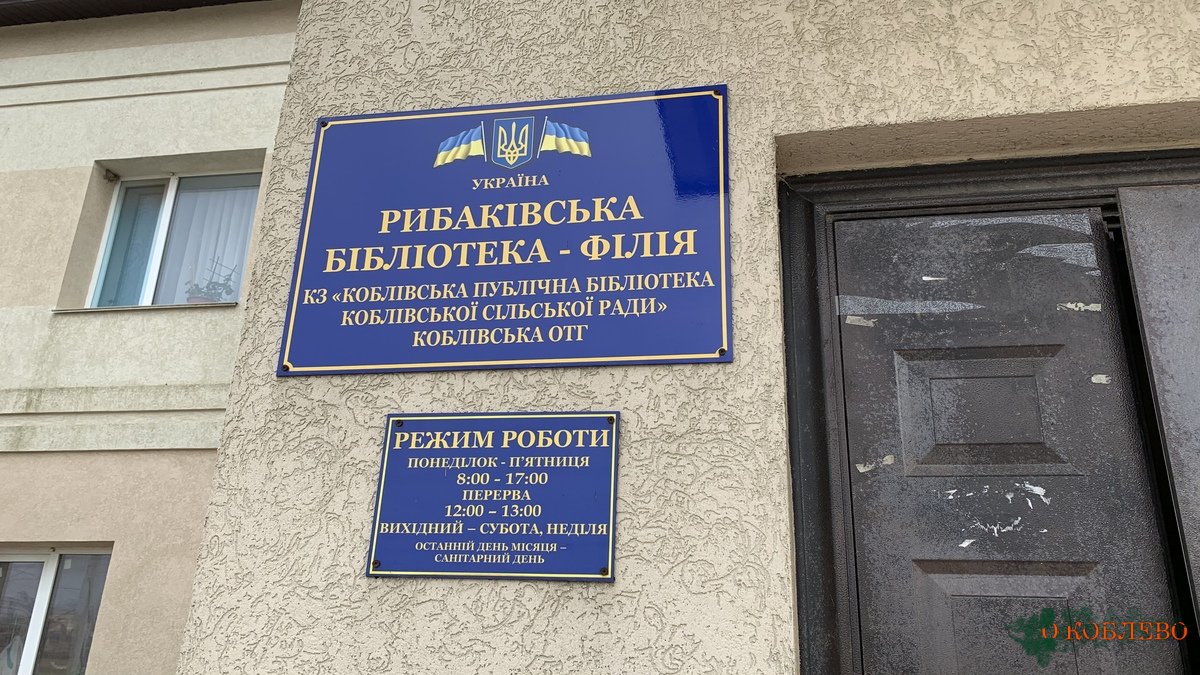 УКРАЇНА
РИБАКІВСЬКА
БІБЛІОТЕКА - ФІЛІЯ
КЗ «КОБЛІВСЬКА ПУБЛІЧНА БІБЛІОТЕКА
КОБЛІВСЬКОЇ СІЛЬСЬКОЇ РАДИ»
КОБЛІВСЬКА ОТГ
РЕЖИМ РОБОТИ
ПОНЕДІЛОК - П'ЯТНИЦЯ
8:00 - 17:00
ПЕРЕРВА
12:00 – 13:00
ВИХІДНИЙ – СУБОТА, НЕДІЛЯ
ОСТАННІЙ ДЕНЬ МІСЯЦЯ –
САНІТАРНИЙ ДЕНЬ
О КОБЛЕВО